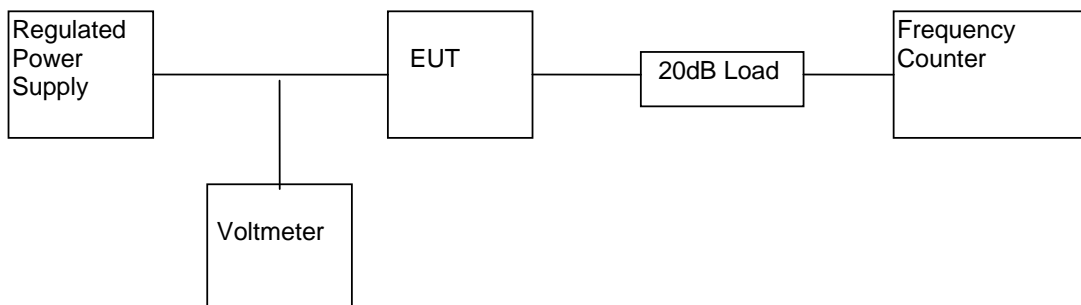 Regulated
Power
Supply
EUT
20dB Load
Frequency
Counter
Voltmeter